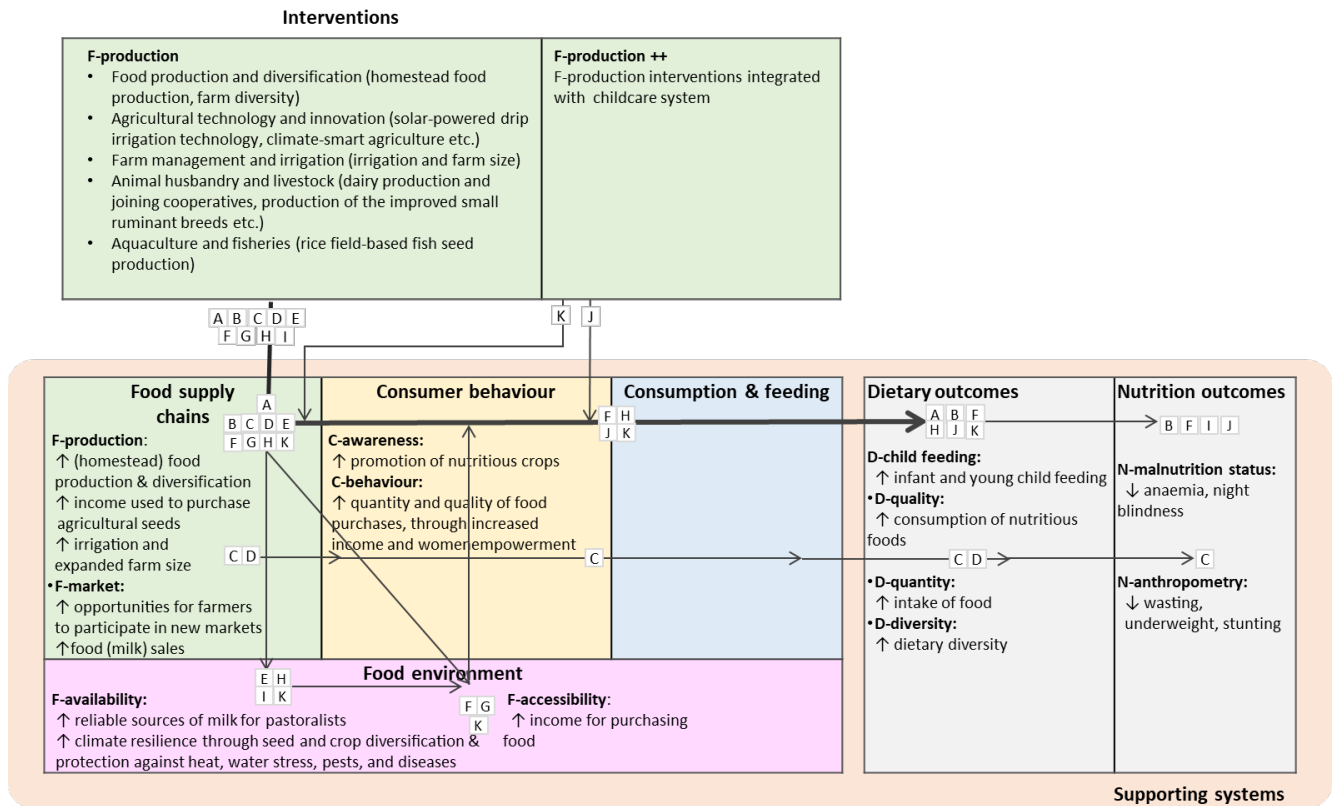 Interventions
F-production
• Food production and diversification (homestead food
production, farm diversity)
• Agricultural technology and innovation (solar-powered drip
irrigation technology, climate-smart agriculture etc.)
• Farm management and irrigation (irrigation and farm size)
• Animal husbandry and livestock (dairy production and
joining cooperatives, production of the improved small
ruminant breeds etc.)
• Aquaculture and fisheries (rice field-based fish seed
production)
F-production ++
F-production interventions integrated
with childcare system
A B C D E
F G H I
K
J
Food supply
chains
A
B C D E
F G H K
F-production:
↑ (homestead) food
production & diversification
↑ income used to purchase
agricultural seeds
↑ irrigation and
expanded farm size
C D
• F-market:
↑ opportunities for farmers
to participate in new markets
↑food (milk) sales
Consumer behaviour
C-awareness:
↑ promotion of nutritious crops
C-behaviour:
↑ quantity and quality of food
purchases, through increased
income and women empowerment
F H
J K
C
Consumption & feeding
Dietary outcomes
A B F
H J K
D-child feeding:
↑ infant and young child feeding
•D-quality:
↑ consumption of nutritious
foods
C D
•D-quantity:
↑ intake of food
•D-diversity:
↑ dietary diversity
Nutrition outcomes
B F I J
N-malnutrition status:
↓ anaemia, night
blindness
C
N-anthropometry:
↓ wasting,
underweight, stunting
Food environment
E H
I K
F-availability:
↑ reliable sources of milk for pastoralists
↑ climate resilience through seed and crop diversification &
protection against heat, water stress, pests, and diseases
F G
K
F-accessibility:
↑ income for purchasing
food
Supporting systems